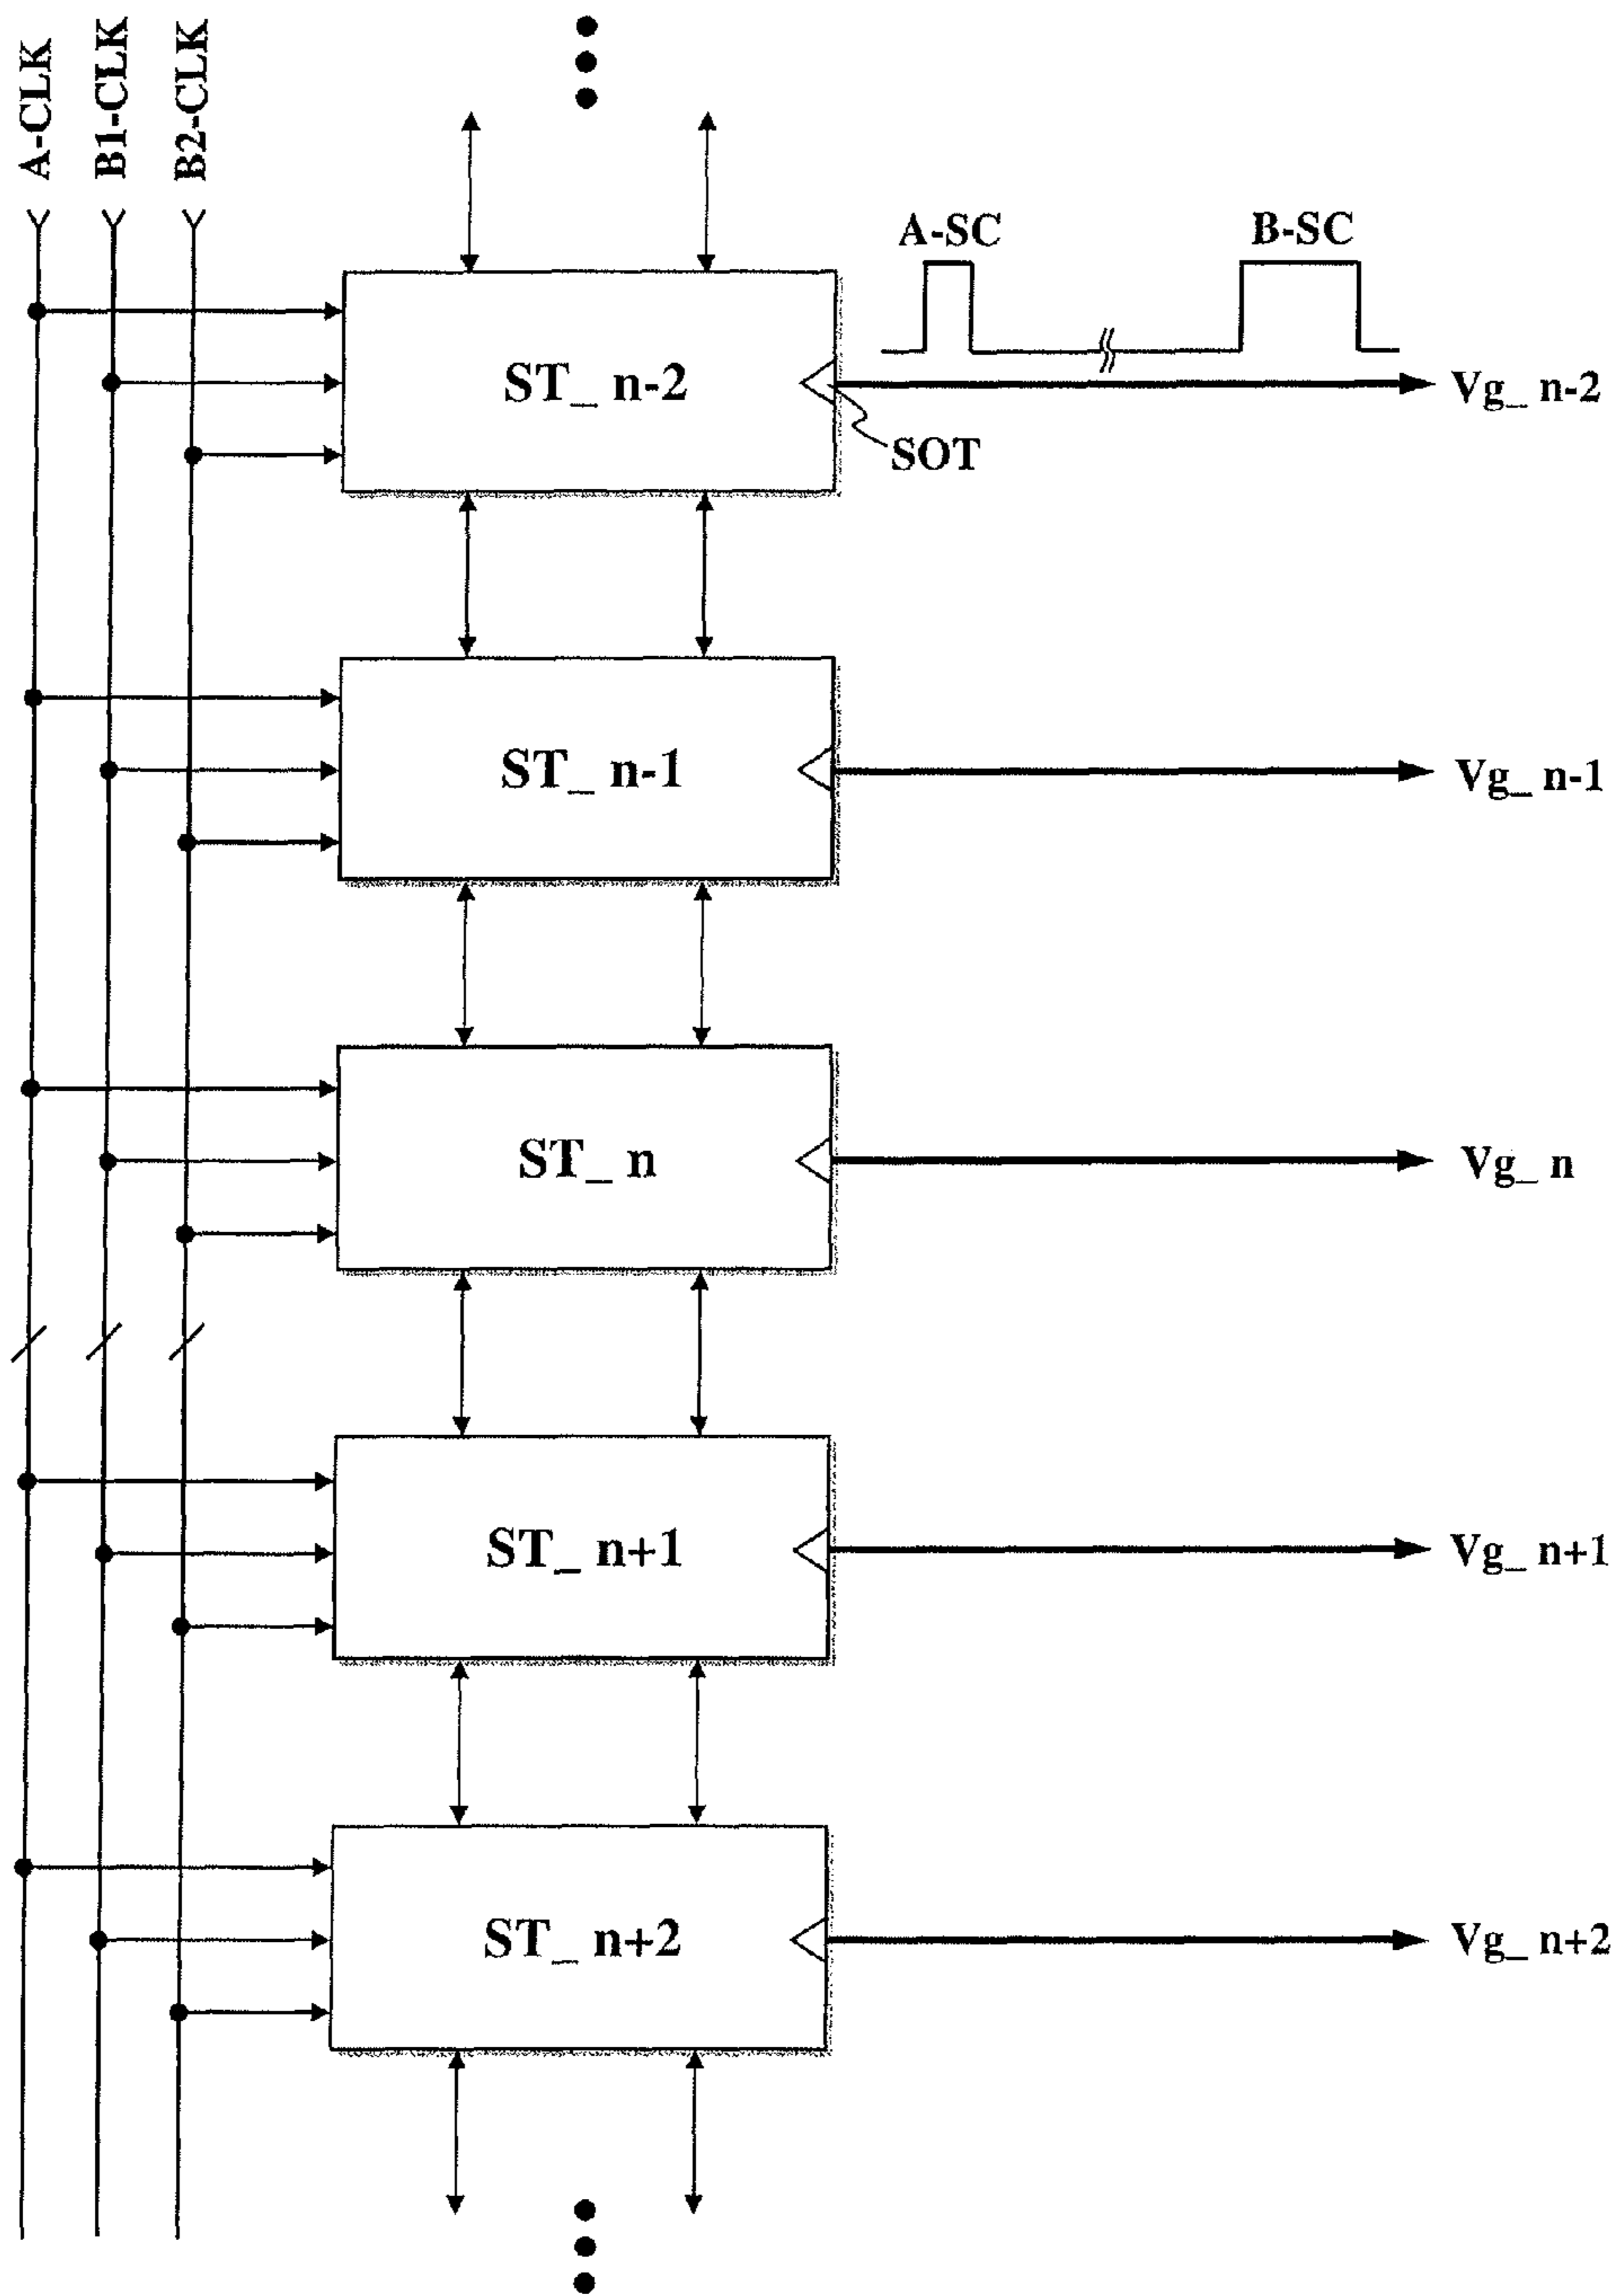 A-CLK
B1-CLK
B2-CLK
A-SC
B-SC
ST_ n-2
Vg_ n-2
SOT
ST_ n-1
Vg_ n-1
ST_ n
Vg_ n
ST_ n+1
Vg_ n+1
ST_ n+2
Vg_ n+2